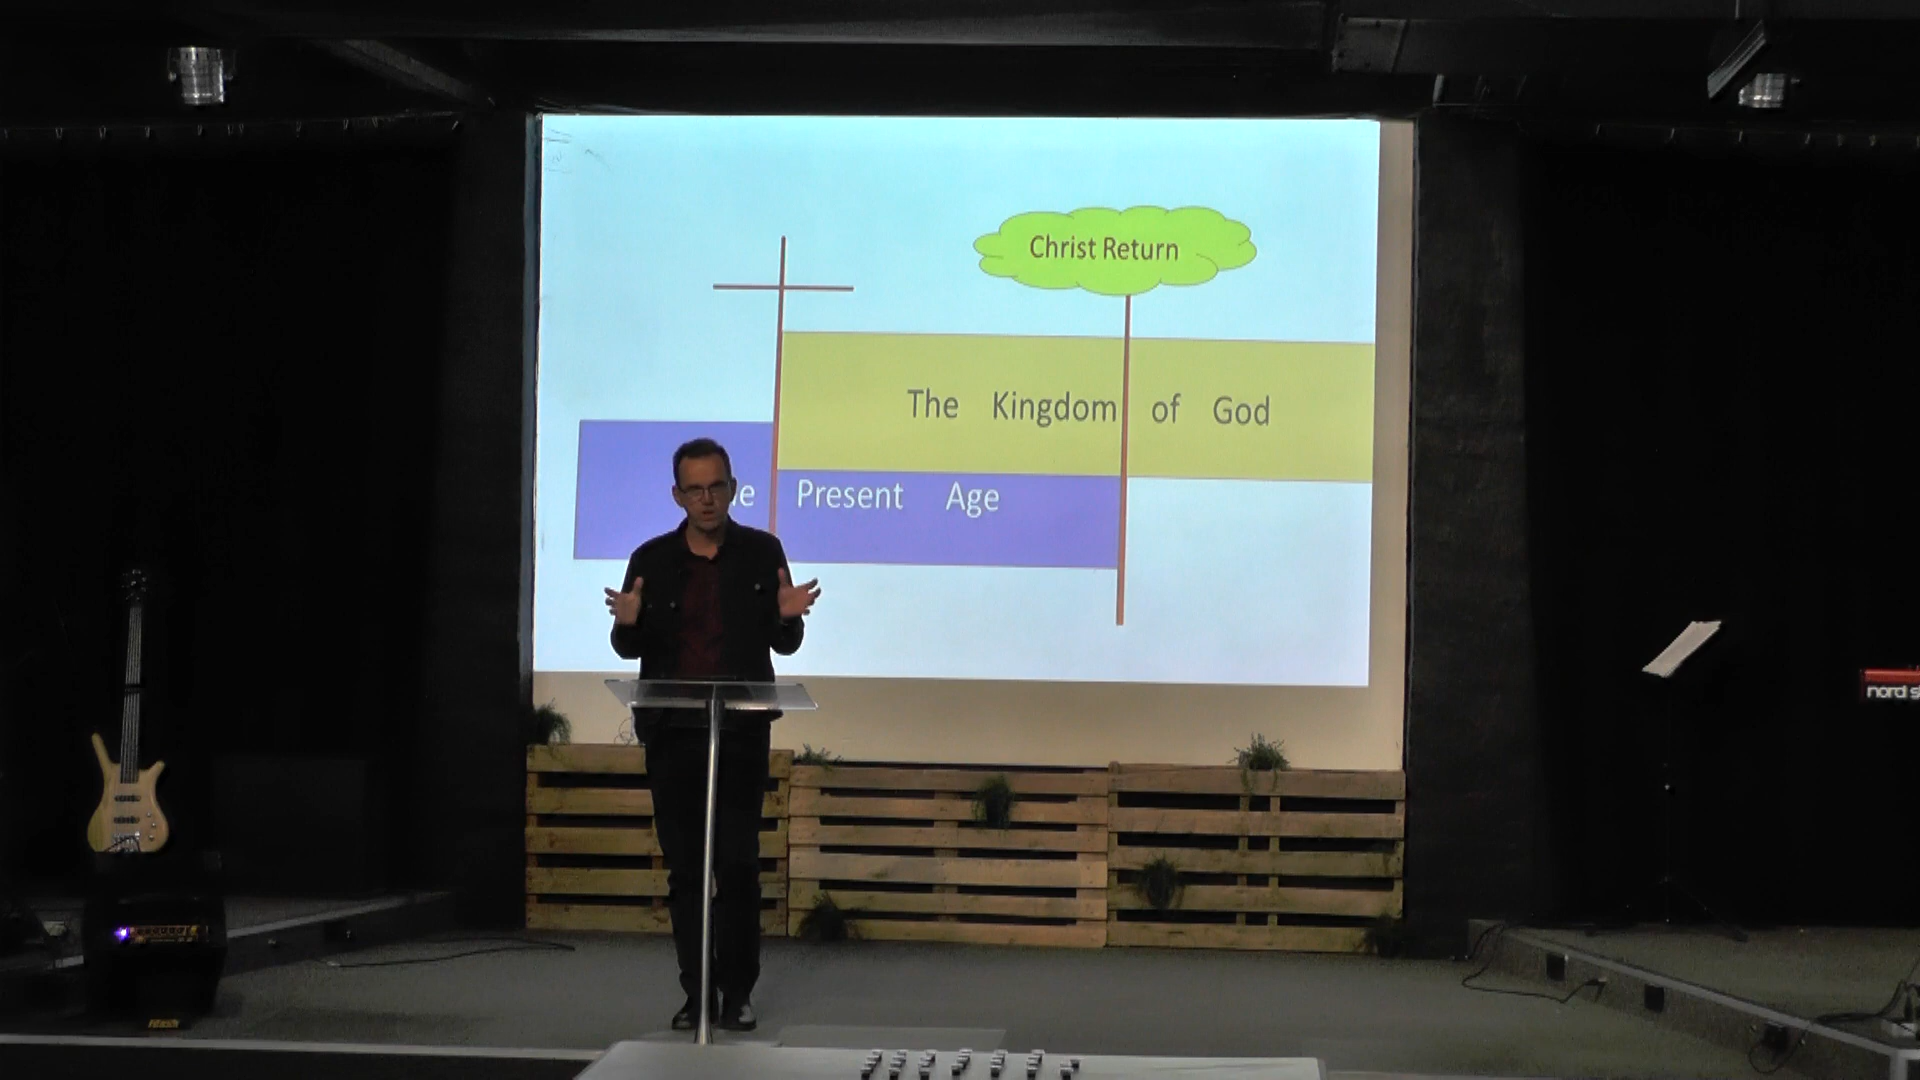 Christ Return
The Kingdom of God
Present Age
nord